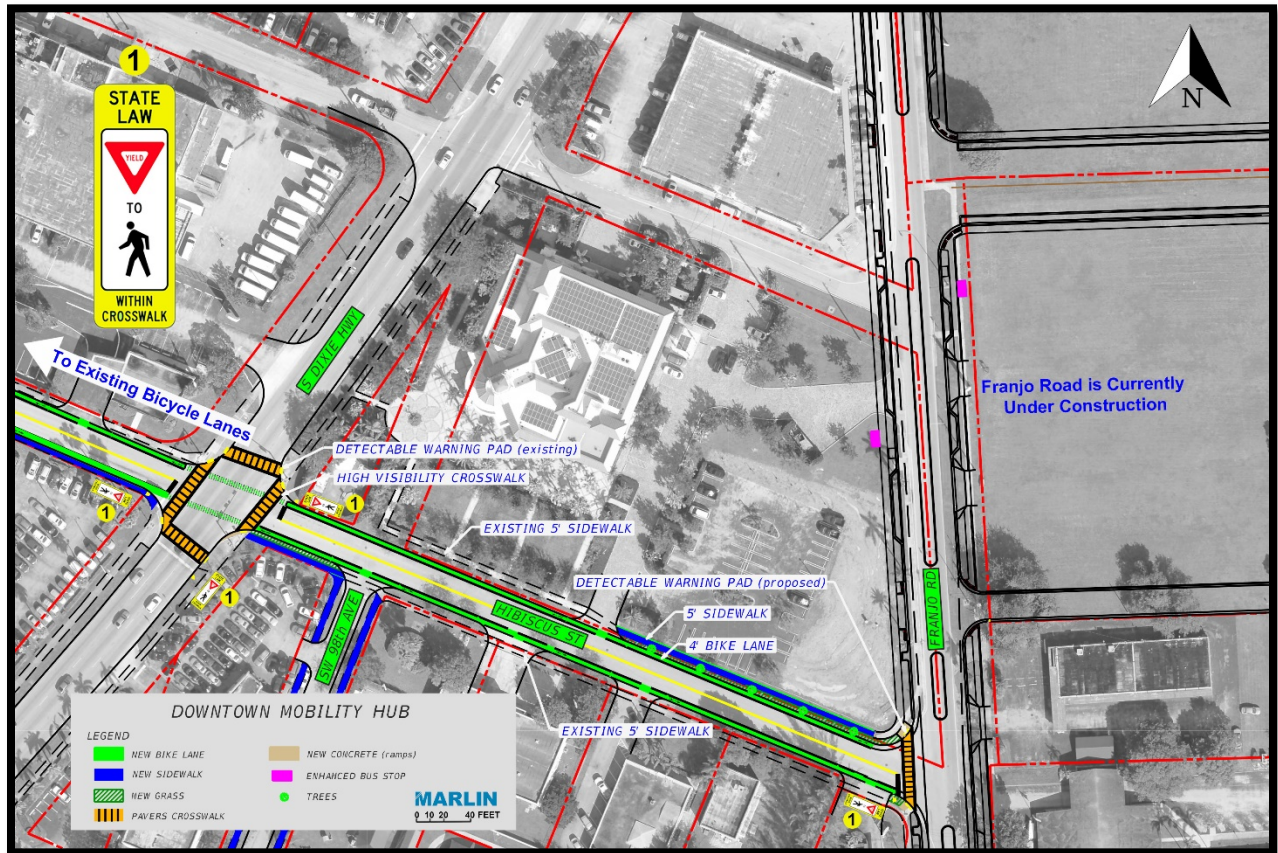 1
STATE
LAW
YIELD
TO
WITHIN
CROSSWALK
N
S DIXIE HWY
To Existing Bicycle Lanes
Franjo Road is Currently
Under Construction
DETECTABLE WARNING PAD (existing)
HIGH VISIBILITY CROSSWALK
1
1
1
EXISTING 5' SIDEWALK
DETECTABLE WARNING PAD (proposed)
5' SIDEWALK
4' BIKE LANE
HIBISCUS ST
FRANJO RD
SW 98th AVE
EXISTING 5' SIDEWALK
1
DOWNTOWN MOBILITY HUB
LEGEND
NEW BIKE LANE
NEW SIDEWALK
NEW GRASS
PAVERS CROSSWALK
NEW CONCRETE (ramps)
ENHANCED BUS STOP
TREES
MARLIN
0 10 20 40 FEET